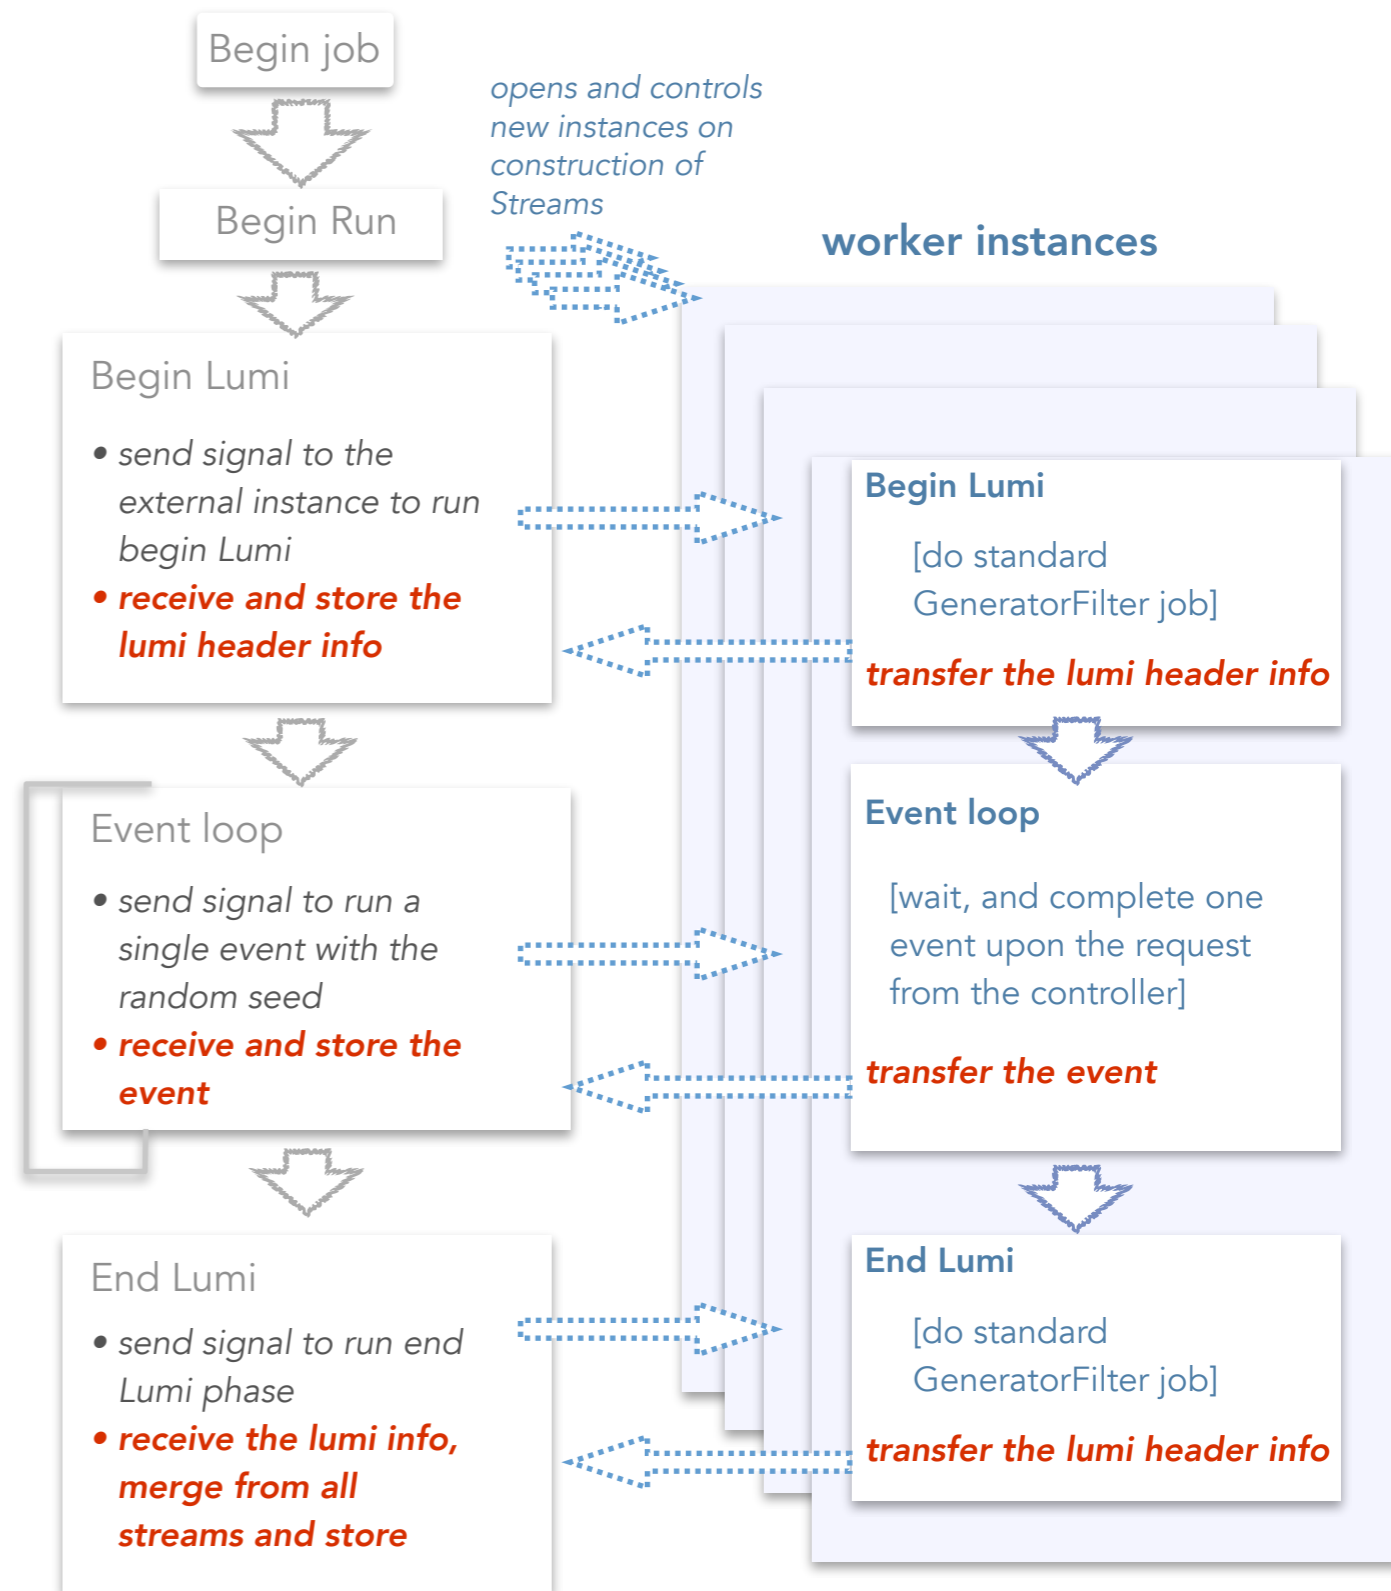 Begin job
opens and controls
new instances on
construction of
Streams
Begin Run
worker instances
Begin Lumi
• send signal to the
external instance to run
begin Lumi
• receive and store the
lumi header info
Begin Lumi
[do standard
GeneratorFilter job]
transfer the lumi header info
Event loop
• send signal to run a
single event with the
random seed
• receive and store the
event
Event loop
[wait, and complete one
event upon the request
from the controller]
transfer the event
End Lumi
• send signal to run end
Lumi phase
• receive the lumi info,
merge from all
streams and store
End Lumi
[do standard
GeneratorFilter job]
transfer the lumi header info